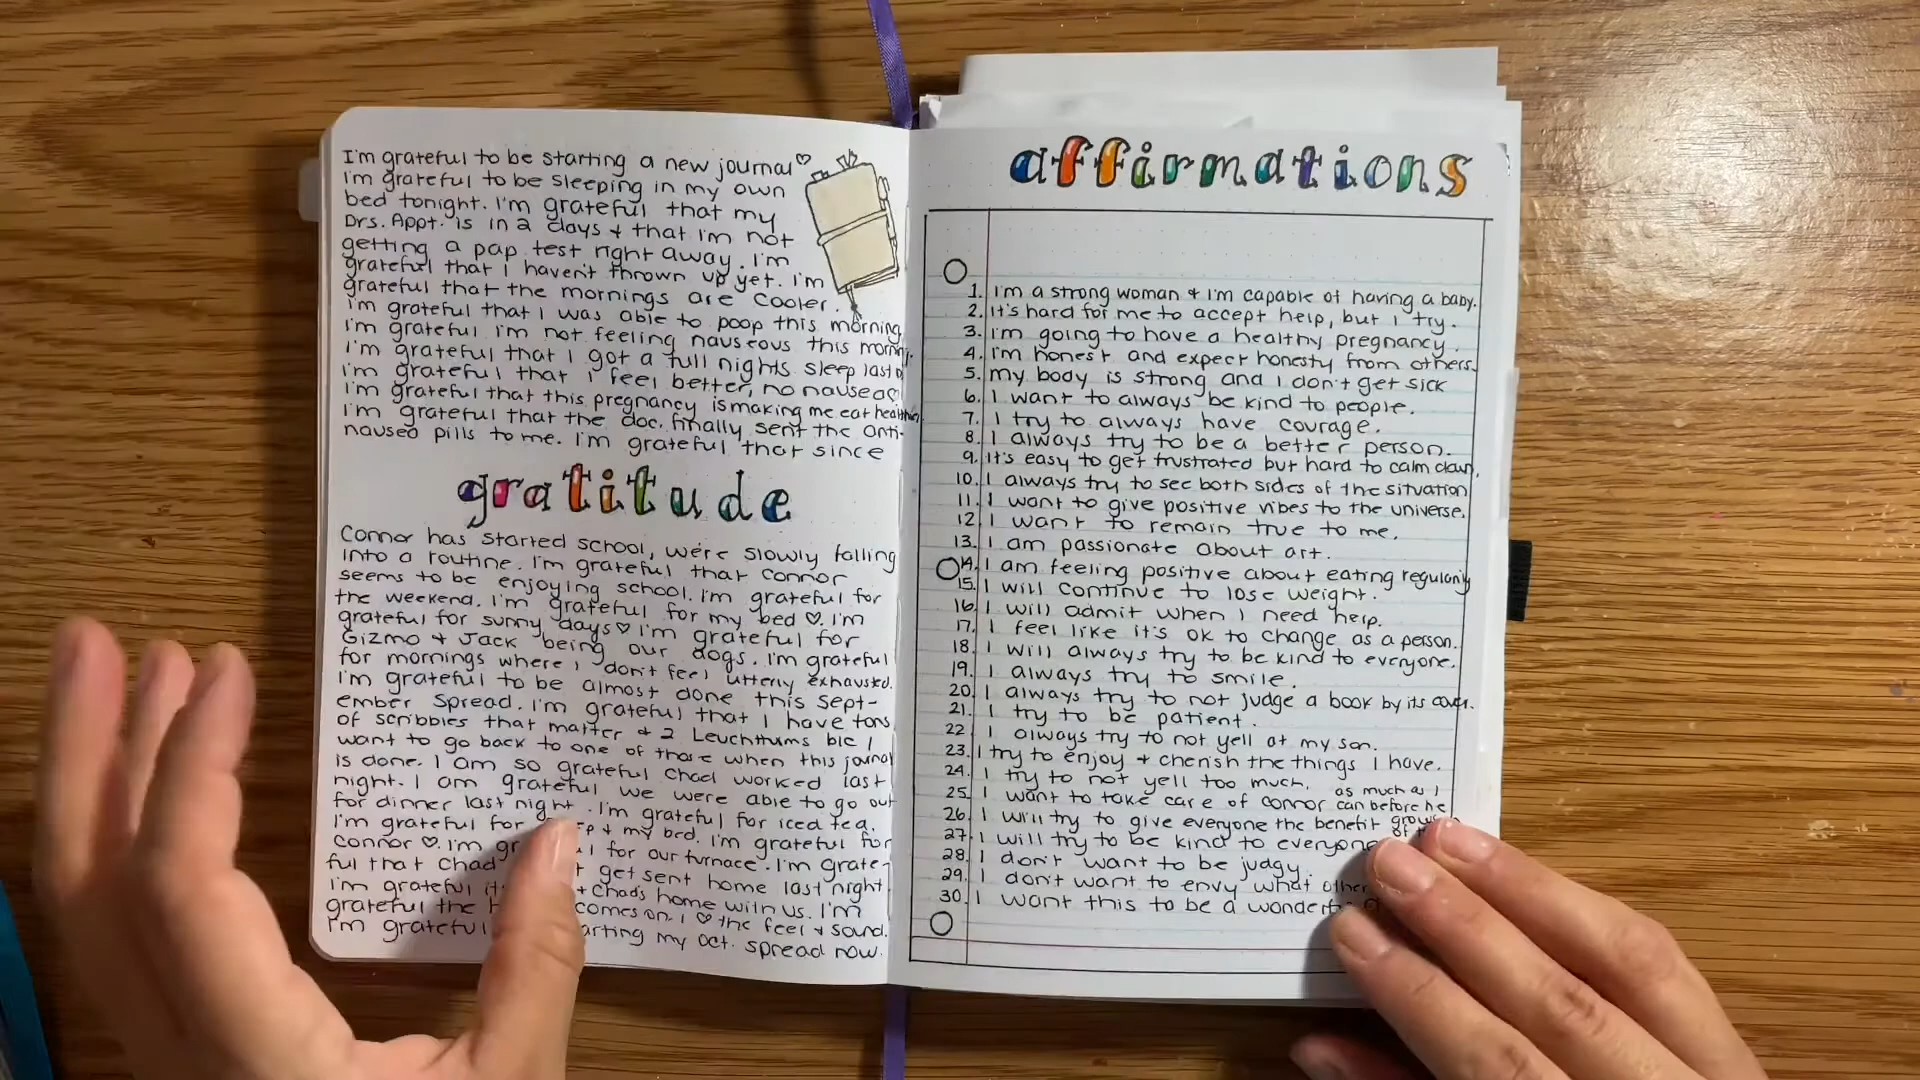 I'm grateful to be starting a new journal♡
I'm grateful to be sleeping in my own
bed tonight. I'm grateful that my
Drs. Appt. is in 2 days + that I'm not
getting a pap test right away. I'm
grateful that I haven't thrown up yet. I'm
grateful that the mornings are cooler.
I'm grateful that I was able to poop this morning
I'm grateful I'm not feeling nauseous this morning.
I'm grateful that I got a full nights sleep last
I'm grateful that I feel better, no nausea♡
I'm grateful that this pregnancy is making me eat
I'm grateful that the doc. finally sent the anti-
nausea pills to me. I'm grateful that since
gratitude
Connor has started school, we're slowly falling
into a routine. I'm grateful that Connor
seems to be enjoying school. I'm grateful for
the weekend. I'm grateful for my bed ♡. I'm
grateful for sunny days♡ I'm grateful for
Gizmo + Jack being our dogs. I'm grateful
for mornings where I don't feel utterly exhausted.
I'm grateful to be almost done this Sept-
ember Spread. I'm grateful that I have tons
of scribbles that matter + 2 Leuchttums b/c I
want to go back to one of those when this journal
is done. I am so grateful Chad worked last
night. I am grateful we were able to go out
for dinner last night. I'm grateful for iced tea.
I'm grateful for + my bed. I'm grateful for
Connor ♡. I'm for our furnace. I'm grate-
ful that Chad get sent home last night.
I'm grateful + Chad's home with us. I'm
grateful the comes on. I ♡ the feel + sound.
I'm grateful my Oct. spread now.
affirmations
1. I'm a strong woman + I'm capable of having a baby.
2. It's hard for me to accept help, but I try.
3. I'm going to have a healthy pregnancy.
4. I'm honest and expect honesty from others.
5. my body is strong and I don't get sick
6. I want to always be kind to people.
7. I try to always have courage.
8. I always try to be a better person.
9. It's easy to get frustrated but hard to calm down.
10. I always try to see both sides of the situation
11. I want to give positive vibes to the universe.
12. I want to remain true to me.
13. I am passionate about art.
14. I am feeling positive about eating regularly
15. I will continue to lose weight.
16. I will admit when I need help.
17. I feel like it's ok to change as a person.
18. I will always try to be kind to everyone.
19. I always try to smile.
20. I always try to not judge a book by its cover.
21. I try to be patient.
22. I always try to not yell at my son.
23. I try to enjoy + cherish the things I have.
24. I try to not yell too much.
25. I want to take care of Connor as much as I can before he grows
26. I will try to give everyone the benefit of
27. I will try to be kind to everyone
28. I don't want to be judgy.
29. I don't want to envy what other
30. I want this to be a